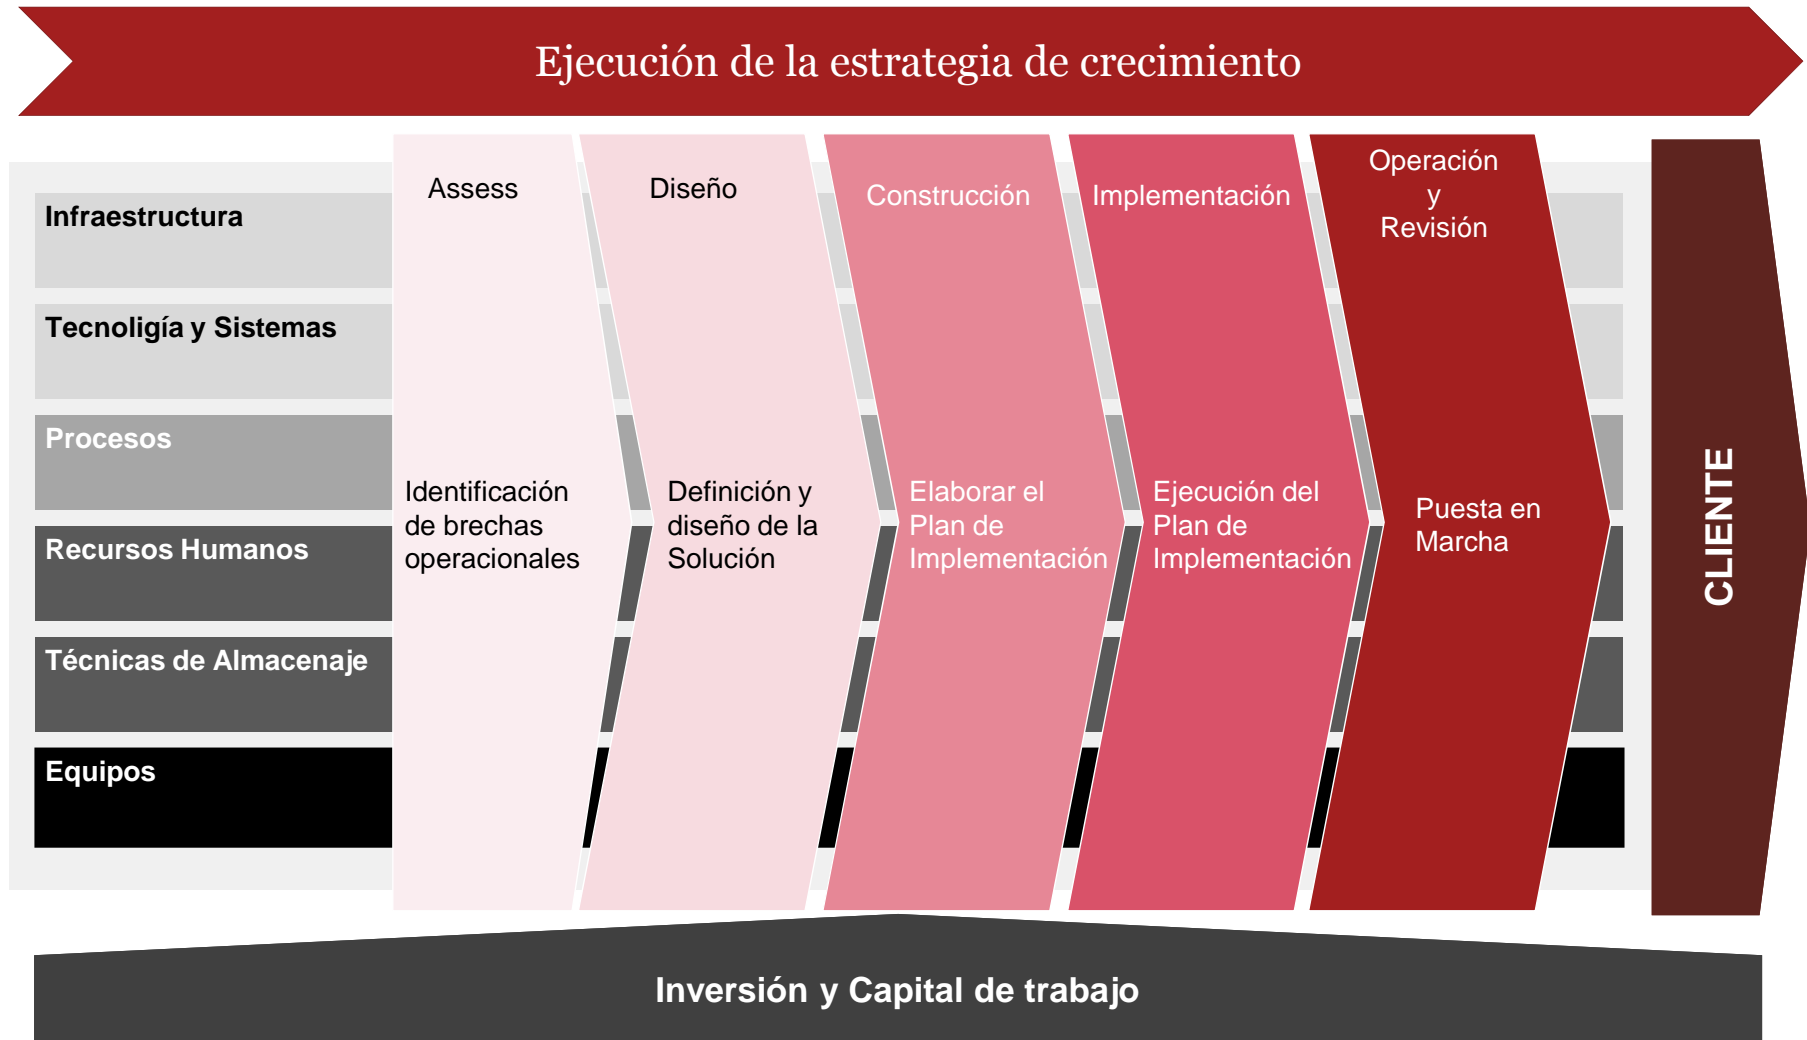 Ejecución de la estrategia de crecimiento
Assess
Diseño
Construcción
Implementación
Operación
y
Revisión
Infraestructura
Tecnoligía y Sistemas
Procesos
Recursos Humanos
Técnicas de Almacenaje
Equipos
Identificación
de brechas
operacionales
Definición y
diseño de la
Solución
Elaborar el
Plan de
Implementación
Ejecución del
Plan de
Implementación
Puesta en
Marcha
CLIENTE
Inversión y Capital de trabajo